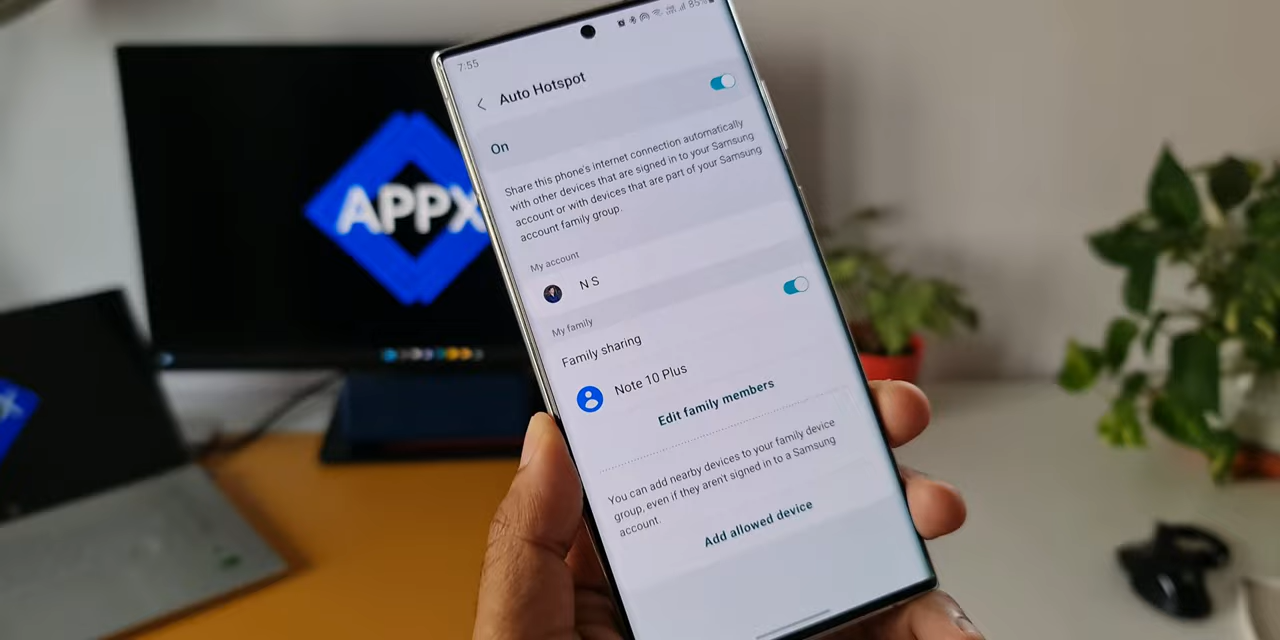 APPX
7:55
85%
Auto Hotspot
On
Share this phone's internet connection automatically
with other devices that are signed in to your Samsung
account or with devices that are part of your Samsung
account family group.
My account
N S
My family
Family sharing
Note 10 Plus
Edit family members
You can add nearby devices to your family device
group, even if they aren't signed in to a Samsung
account.
Add allowed device